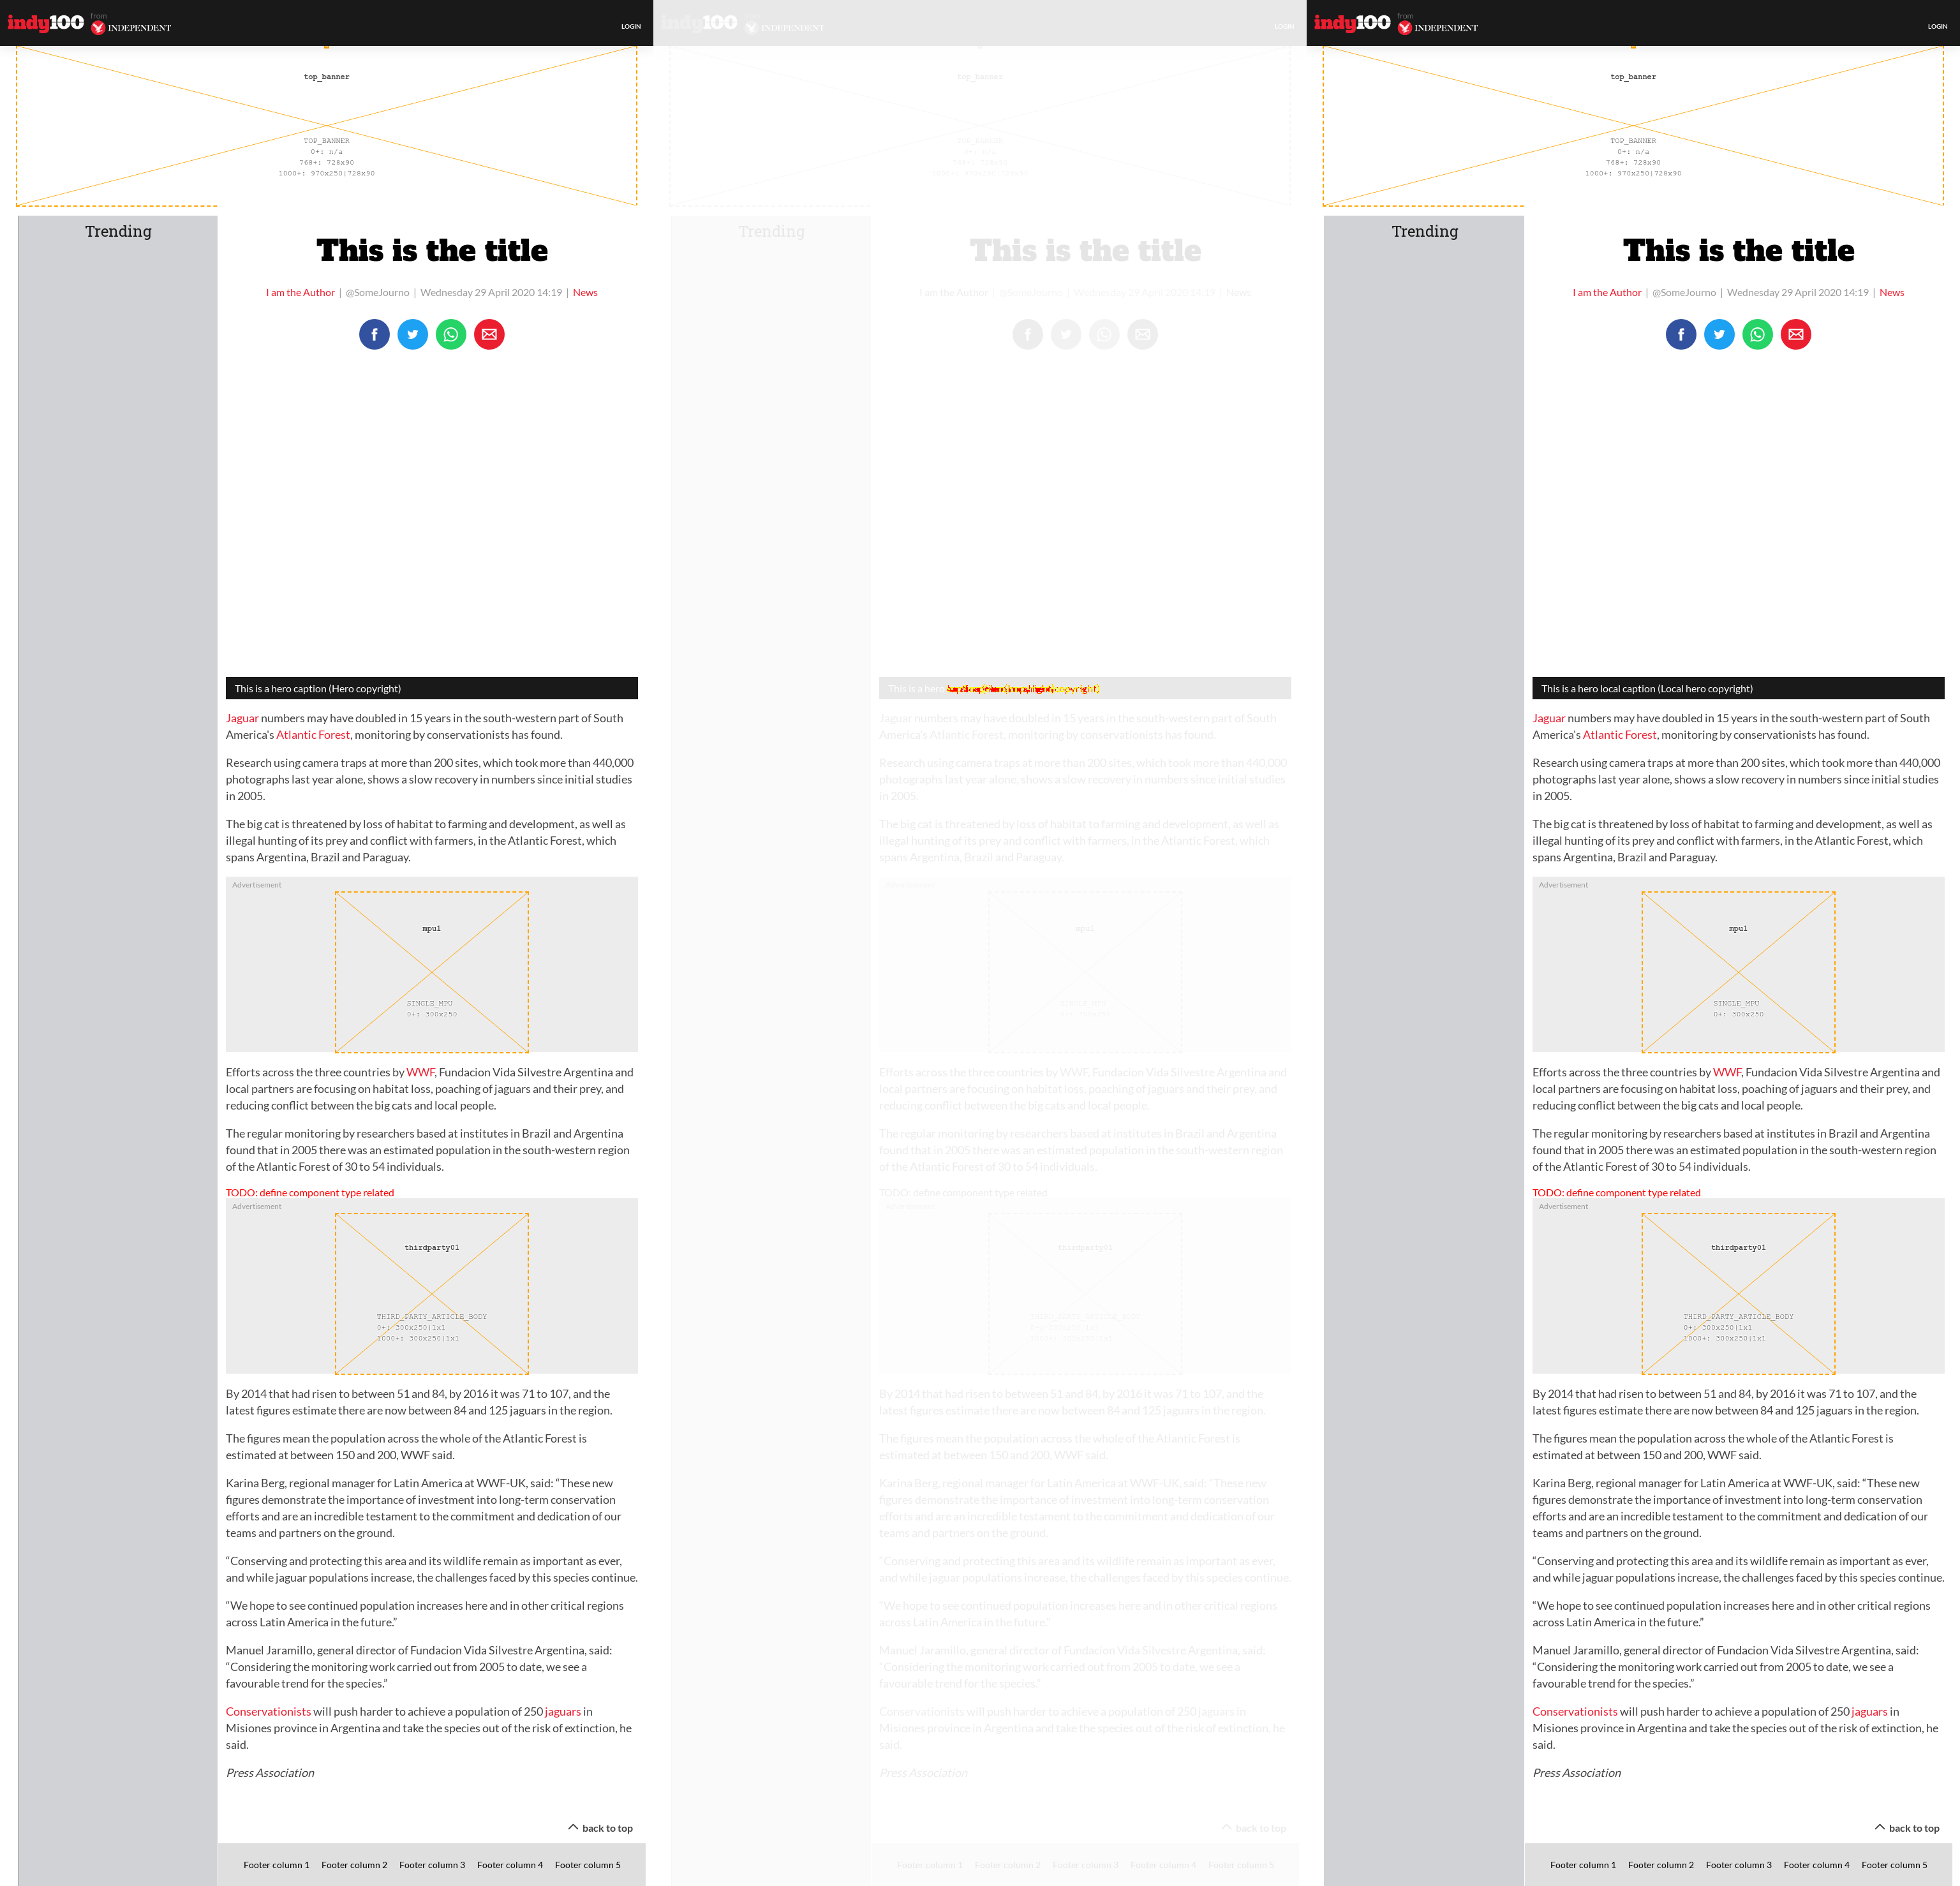 indy100 from INDEPENDENT
LOGIN
top_banner
TOP_BANNER
0+: n/a
768+: 728x90
1000+: 970x250|728x90
Trending
This is the title
I am the Author | @SomeJourno | Wednesday 29 April 2020 14:19 | News
This is a hero caption (Hero copyright)
Jaguar numbers may have doubled in 15 years in the south-western part of South
America's Atlantic Forest, monitoring by conservationists has found.
Research using camera traps at more than 200 sites, which took more than 440,000
photographs last year alone, shows a slow recovery in numbers since initial studies
in 2005.
The big cat is threatened by loss of habitat to farming and development, as well as
illegal hunting of its prey and conflict with farmers, in the Atlantic Forest, which
spans Argentina, Brazil and Paraguay.
Advertisement
mpu1
SINGLE_MPU
0+: 300x250
Efforts across the three countries by WWF, Fundacion Vida Silvestre Argentina and
local partners are focusing on habitat loss, poaching of jaguars and their prey, and
reducing conflict between the big cats and local people.
The regular monitoring by researchers based at institutes in Brazil and Argentina
found that in 2005 there was an estimated population in the south-western region
of the Atlantic Forest of 30 to 54 individuals.
TODO: define component type related
Advertisement
thirdparty01
THIRD_PARTY_ARTICLE_BODY
0+: 300x250|1x1
1000+: 300x250|1x1
By 2014 that had risen to between 51 and 84, by 2016 it was 71 to 107, and the
latest figures estimate there are now between 84 and 125 jaguars in the region.
The figures mean the population across the whole of the Atlantic Forest is
estimated at between 150 and 200, WWF said.
Karina Berg, regional manager for Latin America at WWF-UK, said: “These new
figures demonstrate the importance of investment into long-term conservation
efforts and are an incredible testament to the commitment and dedication of our
teams and partners on the ground.
“Conserving and protecting this area and its wildlife remain as important as ever,
and while jaguar populations increase, the challenges faced by this species continue.
“We hope to see continued population increases here and in other critical regions
across Latin America in the future.”
Manuel Jaramillo, general director of Fundacion Vida Silvestre Argentina, said:
“Considering the monitoring work carried out from 2005 to date, we see a
favourable trend for the species.”
Conservationists will push harder to achieve a population of 250 jaguars in
Misiones province in Argentina and take the species out of the risk of extinction, he
said.
Press Association
back to top
Footer column 1 Footer column 2 Footer column 3 Footer column 4 Footer column 5
indy100 INDEPENDENT
LOGIN
top_banner
TOP_BANNER
Trending
This is the title
I am the Author | @SomeJourno | Wednesday 29 April 2020 14:19 | News
This is a hero
Jaguar numbers may have doubled in 15 years in the south-western part of South
America's Atlantic Forest, monitoring by conservationists has found.
Research using camera traps at more than 200 sites, which took more than 440,000
photographs last year alone, shows a slow recovery in numbers since initial studies
in 2005.
The big cat is threatened by loss of habitat to farming and development, as well as
illegal hunting of its prey and conflict with farmers, in the Atlantic Forest, which
spans Argentina, Brazil and Paraguay.
mpu1
Efforts across the three countries by WWF, Fundacion Vida Silvestre Argentina and
local partners are focusing on habitat loss, poaching of jaguars and their prey, and
reducing conflict between the big cats and local people.
The regular monitoring by researchers based at institutes in Brazil and Argentina
found that in 2005 there was an estimated population in the south-western region
of the Atlantic Forest of 30 to 54 individuals.
TODO: define component type related
thirdparty01
By 2014 that had risen to between 51 and 84, by 2016 it was 71 to 107, and the
latest figures estimate there are now between 84 and 125 jaguars in the region.
The figures mean the population across the whole of the Atlantic Forest is
estimated at between 150 and 200, WWF said.
Karina Berg, regional manager for Latin America at WWF-UK, said: “These new
figures demonstrate the importance of investment into long-term conservation
efforts and are an incredible testament to the commitment and dedication of our
teams and partners on the ground.
“Conserving and protecting this area and its wildlife remain as important as ever,
and while jaguar populations increase, the challenges faced by this species continue.
“We hope to see continued population increases here and in other critical regions
across Latin America in the future.”
Manuel Jaramillo, general director of Fundacion Vida Silvestre Argentina, said:
“Considering the monitoring work carried out from 2005 to date, we see a
favourable trend for the species.”
Conservationists will push harder to achieve a population of 250 jaguars in
Misiones province in Argentina and take the species out of the risk of extinction, he
said.
Press Association
back to top
Footer column 1 Footer column 2 Footer column 3 Footer column 4 Footer column 5
indy100 from INDEPENDENT
LOGIN
top_banner
TOP_BANNER
0+: n/a
768+: 728x90
1000+: 970x250|728x90
Trending
This is the title
I am the Author | @SomeJourno | Wednesday 29 April 2020 14:19 | News
This is a hero local caption (Local hero copyright)
Jaguar numbers may have doubled in 15 years in the south-western part of South
America's Atlantic Forest, monitoring by conservationists has found.
Research using camera traps at more than 200 sites, which took more than 440,000
photographs last year alone, shows a slow recovery in numbers since initial studies
in 2005.
The big cat is threatened by loss of habitat to farming and development, as well as
illegal hunting of its prey and conflict with farmers, in the Atlantic Forest, which
spans Argentina, Brazil and Paraguay.
Advertisement
mpu1
SINGLE_MPU
0+: 300x250
Efforts across the three countries by WWF, Fundacion Vida Silvestre Argentina and
local partners are focusing on habitat loss, poaching of jaguars and their prey, and
reducing conflict between the big cats and local people.
The regular monitoring by researchers based at institutes in Brazil and Argentina
found that in 2005 there was an estimated population in the south-western region
of the Atlantic Forest of 30 to 54 individuals.
TODO: define component type related
Advertisement
thirdparty01
THIRD_PARTY_ARTICLE_BODY
0+: 300x250|1x1
1000+: 300x250|1x1
By 2014 that had risen to between 51 and 84, by 2016 it was 71 to 107, and the
latest figures estimate there are now between 84 and 125 jaguars in the region.
The figures mean the population across the whole of the Atlantic Forest is
estimated at between 150 and 200, WWF said.
Karina Berg, regional manager for Latin America at WWF-UK, said: “These new
figures demonstrate the importance of investment into long-term conservation
efforts and are an incredible testament to the commitment and dedication of our
teams and partners on the ground.
“Conserving and protecting this area and its wildlife remain as important as ever,
and while jaguar populations increase, the challenges faced by this species continue.
“We hope to see continued population increases here and in other critical regions
across Latin America in the future.”
Manuel Jaramillo, general director of Fundacion Vida Silvestre Argentina, said:
“Considering the monitoring work carried out from 2005 to date, we see a
favourable trend for the species.”
Conservationists will push harder to achieve a population of 250 jaguars in
Misiones province in Argentina and take the species out of the risk of extinction, he
said.
Press Association
back to top
Footer column 1 Footer column 2 Footer column 3 Footer column 4 Footer column 5